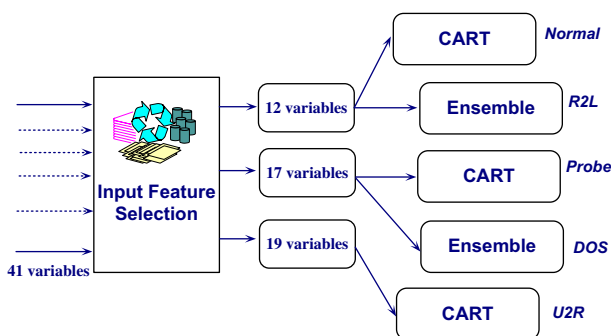 CART
Normal
12 variables
Ensemble
R2L
Input Feature
Selection
17 variables
CART
Probe
19 variables
Ensemble
DOS
41 variables
CART
U2R